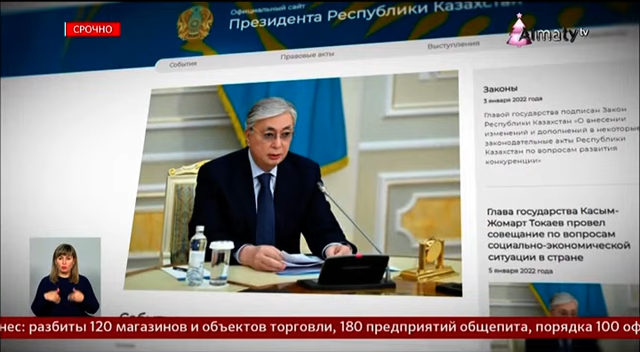 СРОЧНО
Официальный сайт
Президента Республики Казахстан
Almaty tv
События
Правовые акты
Выступления
Законы
3 января 2022 года
Главой государства подписан Закон
Республики Казахстан «О внесении
изменений и дополнений в некоторые
законодательные акты Республики
Казахстан по вопросам развития
конкуренции»
Глава государства Касым-
Жомарт Токаев провел
совещание по вопросам
социально-экономической
ситуации в стране
5 января 2022 года
нес: разбиты 120 магазинов и объектов торговли, 180 предприятий общепита, порядка 100 оф